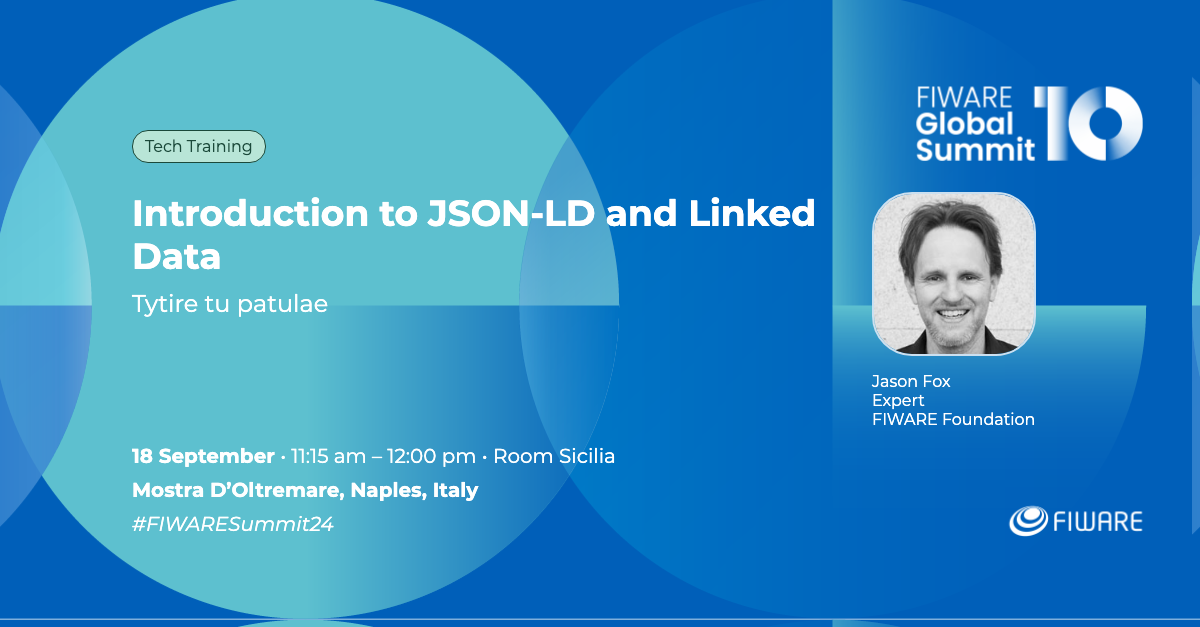 Tech Training
Introduction to JSON-LD and Linked
Data
Tytire tu patulae
18 September · 11:15 am – 12:00 pm · Room Sicilia
Mostra D’Oltremare, Naples, Italy
#FIWARESummit24
FIWARE
Global
Summit 10
Jason Fox
Expert
FIWARE Foundation
FIWARE